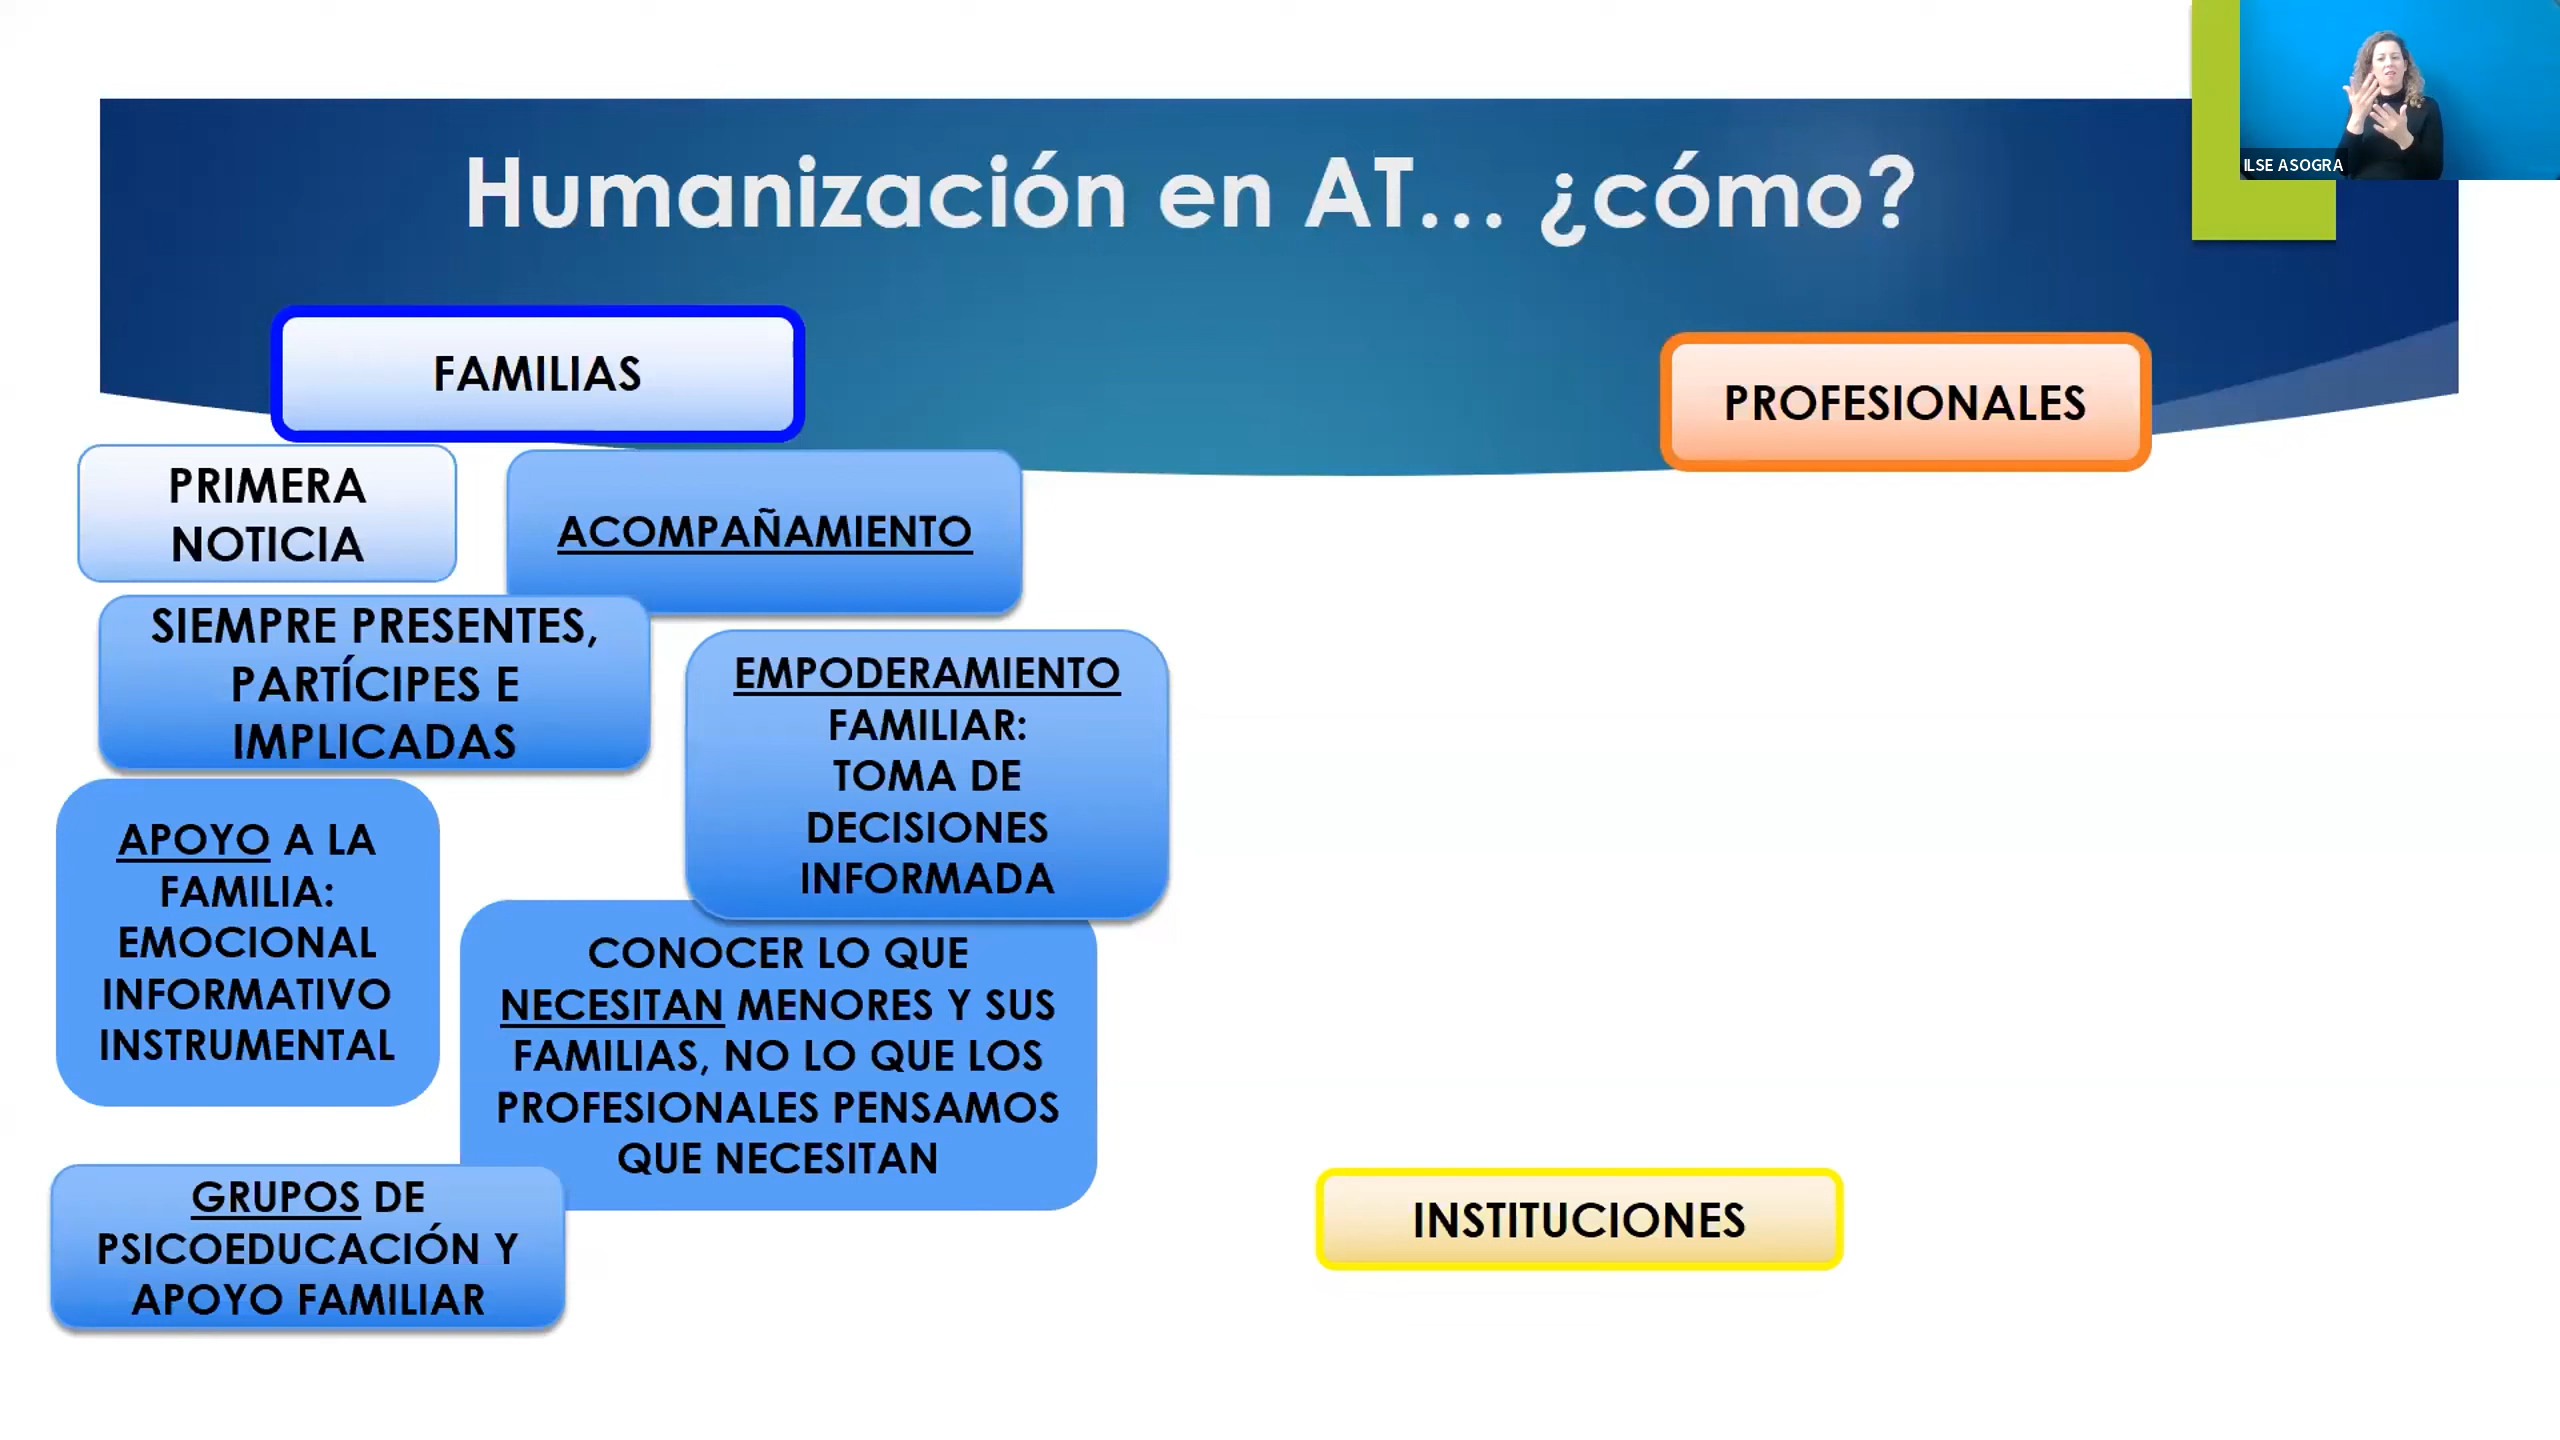 Humanización en AT... ¿cómo?
ILSE ASOGRA
FAMILIAS
PROFESIONALES
PRIMERA
NOTICIA
ACOMPAÑAMIENTO
SIEMPRE PRESENTES,
PARTÍCIPES E
IMPLICADAS
EMPODERAMIENTO
FAMILIAR:
TOMA DE
DECISIONES
INFORMADA
APOYO A LA
FAMILIA:
EMOCIONAL
INFORMATIVO
INSTRUMENTAL
CONOCER LO QUE
NECESITAN MENORES Y SUS
FAMILIAS, NO LO QUE LOS
PROFESIONALES PENSAMOS
QUE NECESITAN
GRUPOS DE
PSICOEDUCACIÓN Y
APOYO FAMILIAR
INSTITUCIONES